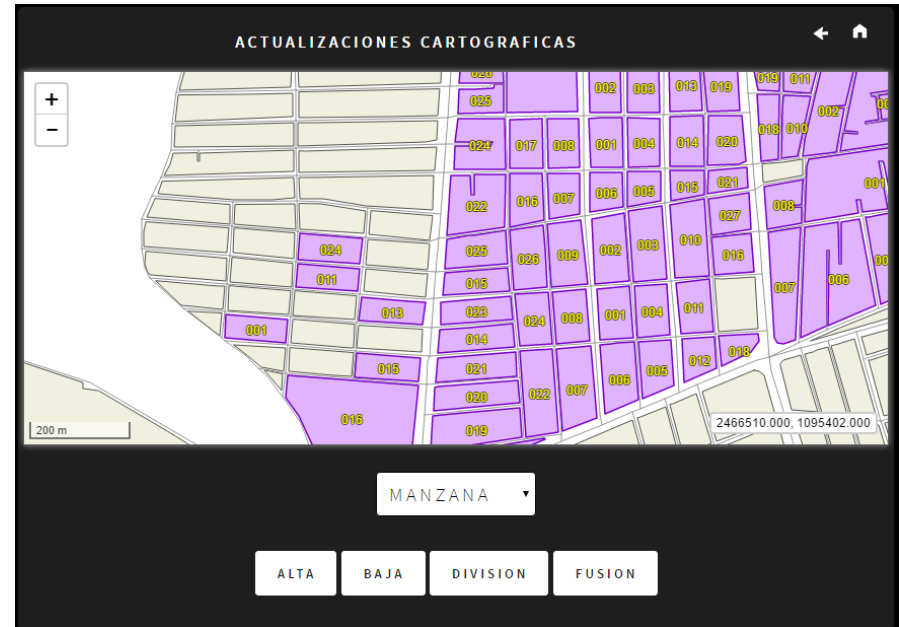 ACTUALIZACIONES CARTOGRAFICAS
+
−
026 002 003 013 019 019 011
025 002
018 010
024 017 008 001 004 014 020
022 016 007 006 005 015 021 001
027 008
024 025 026 009 002 003 010 016
011 015 007 006
013 023 024 008 001 004 011
001 014
015 021 022 007 006 005 012 018
020
016 019
200 m
2466510.000, 1095402.000
MANZANA
ALTA BAJA DIVISION FUSION